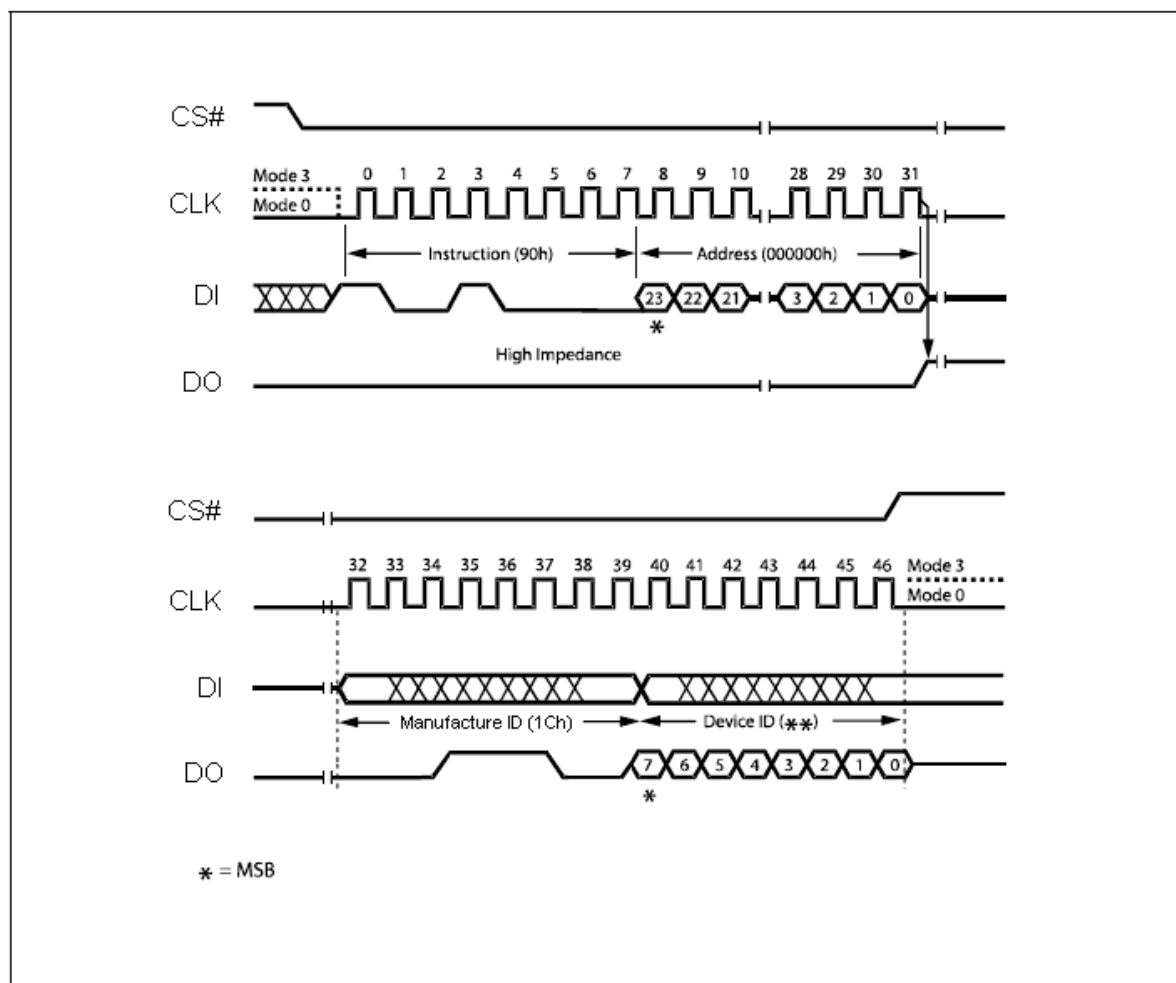 CS#
Mode 3
0 1 2 3 4 5 6 7 8 9 10 28 29 30 31
CLK
Mode 0
Instruction (90h) Address (000000h)
DI 23 22 21 3 2 1 0
*
High Impedance
DO
CS#
32 33 34 35 36 37 38 39 40 41 42 43 44 45 46 Mode 3
CLK Mode 0
DI
Manufacture ID (1Ch) Device ID (**)
DO 7 6 5 4 3 2 1 0
*
* = MSB